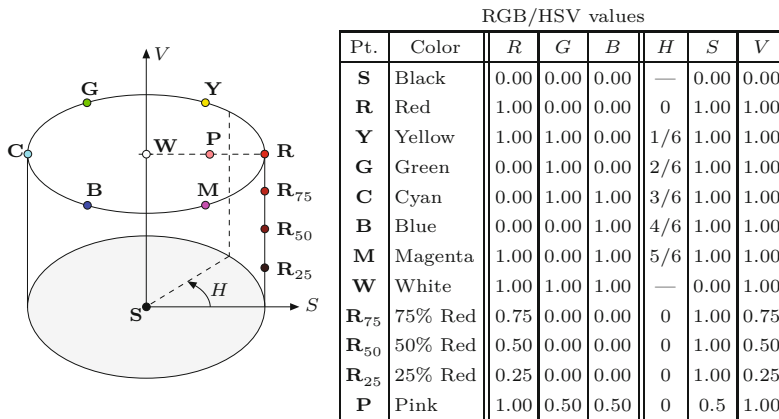 RGB/HSV values
V
G
Y
C
W
P
R
R75
B
M
R50
R25
H
S
S
Pt. Color R G B H S V
S Black 0.00 0.00 0.00 — 0.00 0.00
R Red 1.00 0.00 0.00 0 1.00 1.00
Y Yellow 1.00 1.00 0.00 1/6 1.00 1.00
G Green 0.00 1.00 0.00 2/6 1.00 1.00
C Cyan 0.00 1.00 1.00 3/6 1.00 1.00
B Blue 0.00 0.00 1.00 4/6 1.00 1.00
M Magenta 1.00 0.00 1.00 5/6 1.00 1.00
W White 1.00 1.00 1.00 — 0.00 1.00
R75 75% Red 0.75 0.00 0.00 0 1.00 0.75
R50 50% Red 0.50 0.00 0.00 0 1.00 0.50
R25 25% Red 0.25 0.00 0.00 0 1.00 0.25
P Pink 1.00 0.50 0.50 0 0.5 1.00